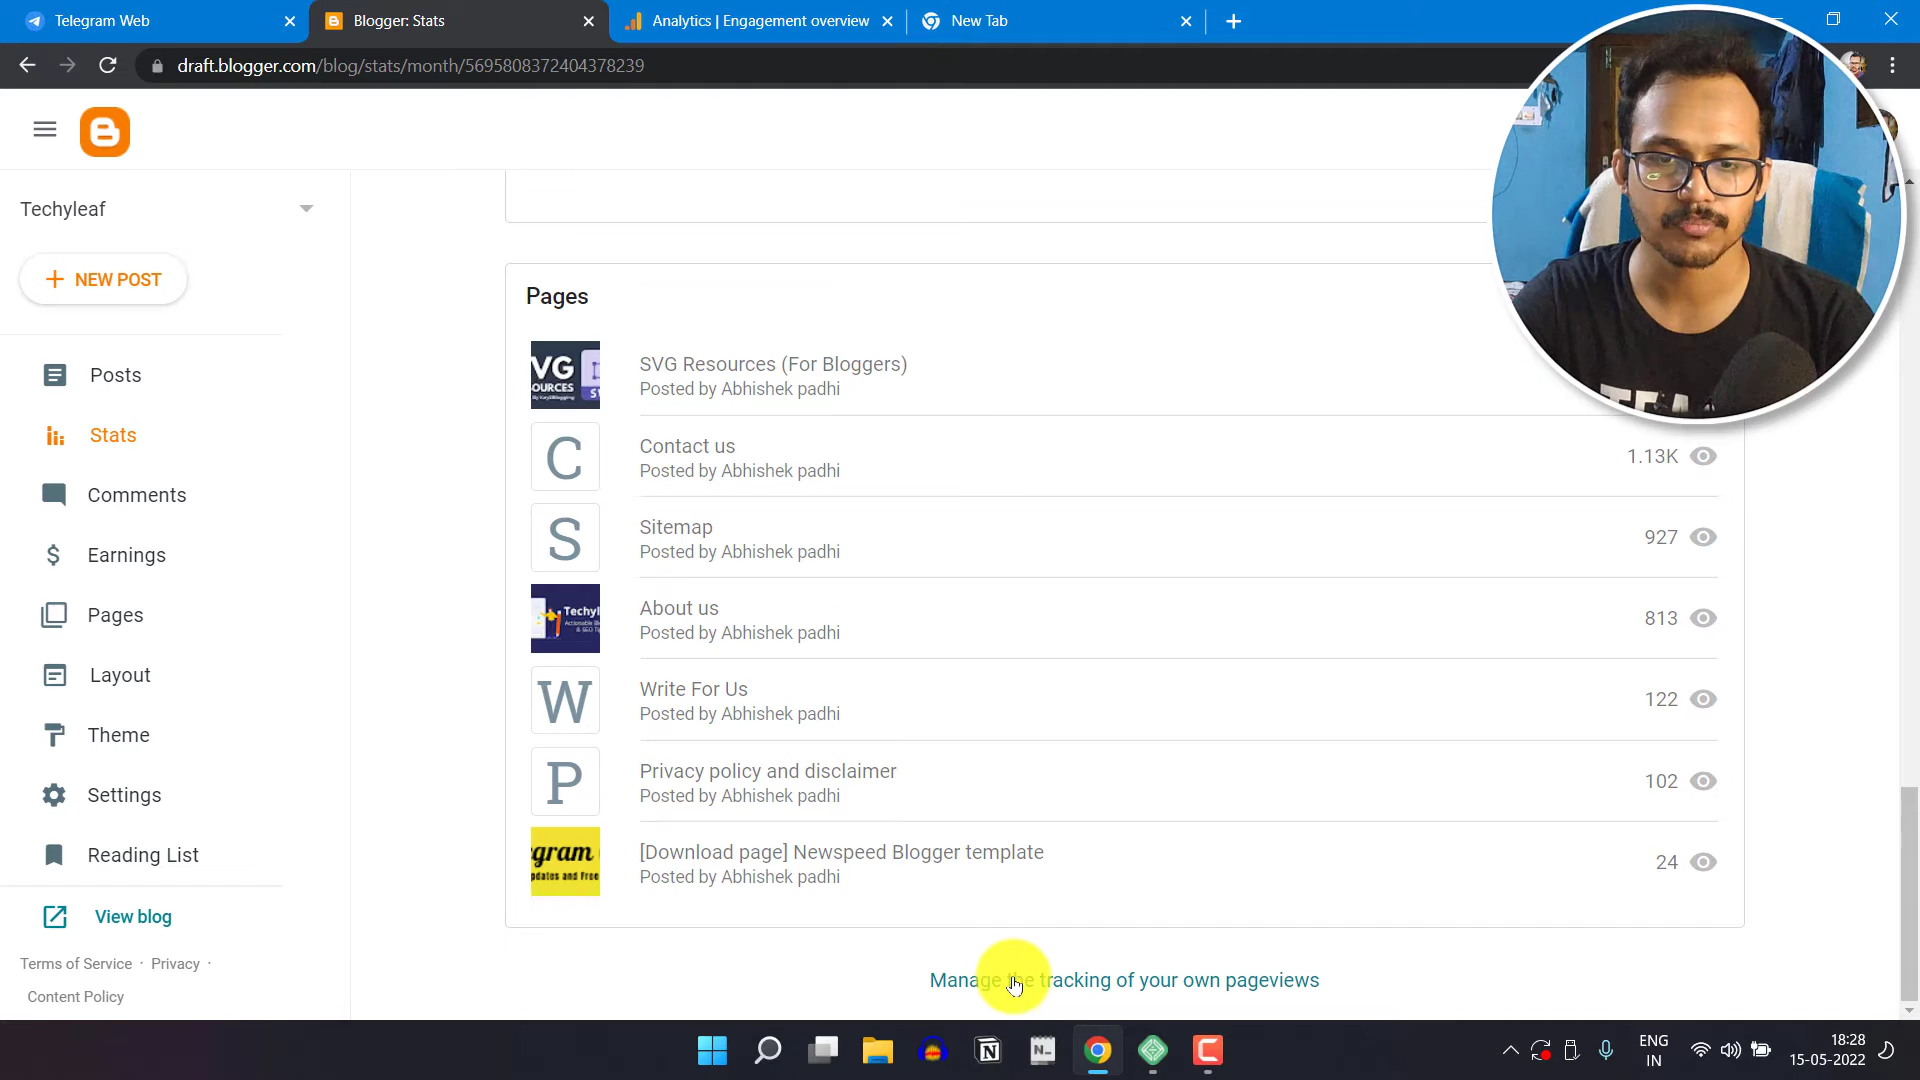 Telegram Web
Blogger: Stats
Analytics | Engagement overview
New Tab
draft.blogger.com/blog/stats/month/5695808372404378239
Techyleaf
NEW POST
Posts
Stats
Comments
Earnings
Pages
Layout
Theme
Settings
Reading List
View blog
Terms of Service · Privacy ·
Content Policy
Pages
SVG Resources (For Bloggers)
Posted by Abhishek padhi
C
Contact us
Posted by Abhishek padhi
1.13K
S
Sitemap
Posted by Abhishek padhi
927
About us
Posted by Abhishek padhi
813
W
Write For Us
Posted by Abhishek padhi
122
P
Privacy policy and disclaimer
Posted by Abhishek padhi
102
[Download page] Newspeed Blogger template
Posted by Abhishek padhi
24
Manage the tracking of your own pageviews
ENG
IN
18:28
15-05-2022